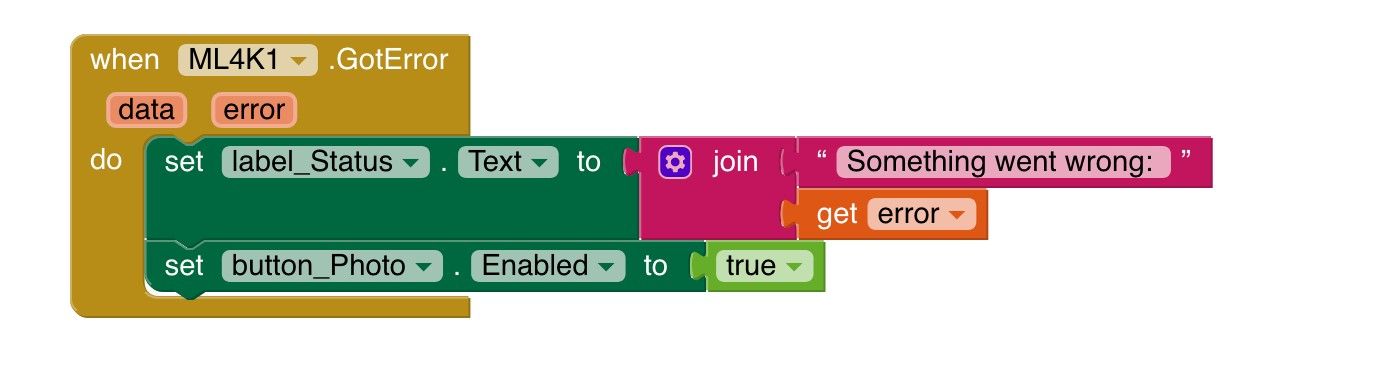 when ML4K1 .GotError
data error
do set label_Status . Text to join “ Something went wrong: ”
get error
set button_Photo . Enabled to true